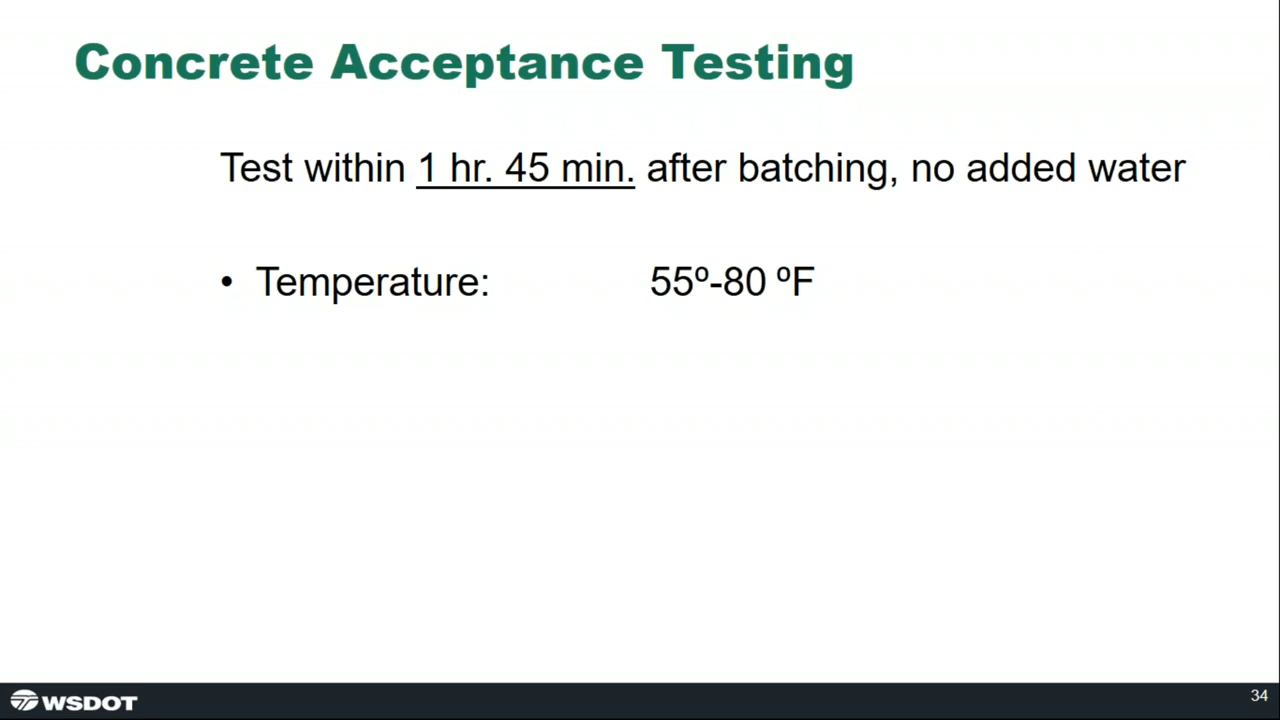 Concrete Acceptance Testing
Test within 1 hr. 45 min. after batching, no added water
• Temperature: 55º-80 ºF
WSDOT
34